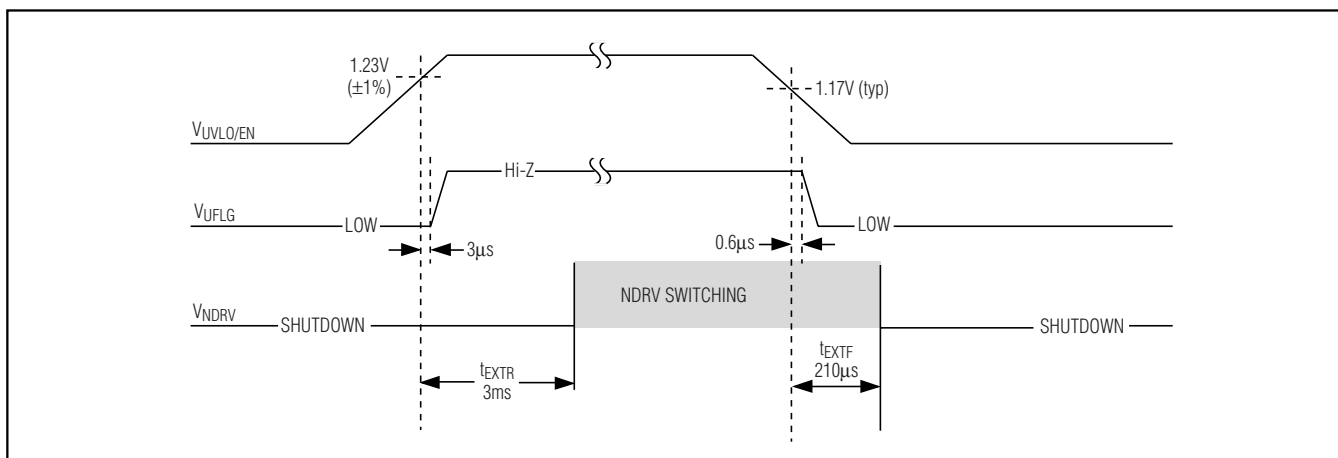 1.23V
(±1%)
1.17V (typ)
VUVLO/EN
Hi-Z
VUFLG
LOW
LOW
3µs
0.6µs
NDRV SWITCHING
VNDRV
SHUTDOWN
SHUTDOWN
tEXTR
3ms
tEXTF
210µs